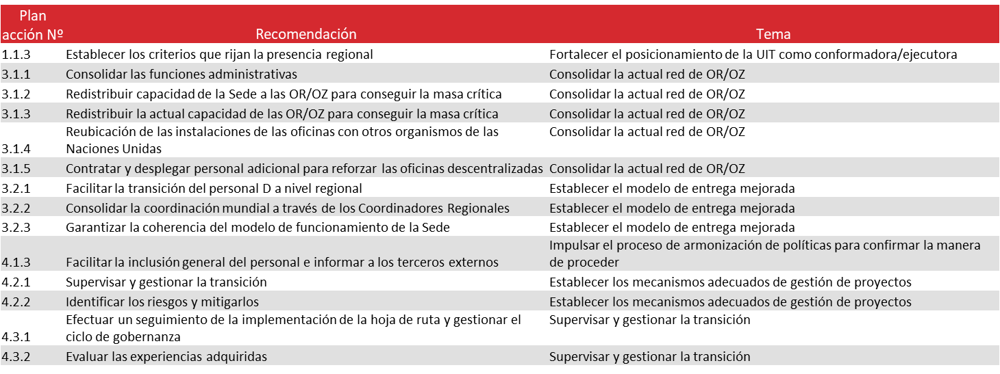 Plan
acción Nº Recomendación Tema
1.1.3 Establecer los criterios que rijan la presencia regional Fortalecer el posicionamiento de la UIT como conformadora/ejecutora
3.1.1 Consolidar las funciones administrativas Consolidar la actual red de OR/OZ
3.1.2 Redistribuir capacidad de la Sede a las OR/OZ para conseguir la masa crítica Consolidar la actual red de OR/OZ
3.1.3 Redistribuir la actual capacidad de las OR/OZ para conseguir la masa crítica Consolidar la actual red de OR/OZ
Reubicación de las instalaciones de las oficinas con otros organismos de las Consolidar la actual red de OR/OZ
3.1.4 Naciones Unidas
3.1.5 Contratar y desplegar personal adicional para reforzar las oficinas descentralizadas Consolidar la actual red de OR/OZ
3.2.1 Facilitar la transición del personal D a nivel regional Establecer el modelo de entrega mejorada
3.2.2 Consolidar la coordinación mundial a través de los Coordinadores Regionales Establecer el modelo de entrega mejorada
3.2.3 Garantizar la coherencia del modelo de funcionamiento de la Sede Establecer el modelo de entrega mejorada
Impulsar el proceso de armonización de políticas para confirmar la manera
4.1.3 Facilitar la inclusión general del personal e informar a los terceros externos de proceder
4.2.1 Supervisar y gestionar la transición Establecer los mecanismos adecuados de gestión de proyectos
4.2.2 Identificar los riesgos y mitigarlos Establecer los mecanismos adecuados de gestión de proyectos
Efectuar un seguimiento de la implementación de la hoja de ruta y gestionar el Supervisar y gestionar la transición
4.3.1 ciclo de gobernanza
4.3.2 Evaluar las experiencias adquiridas Supervisar y gestionar la transición